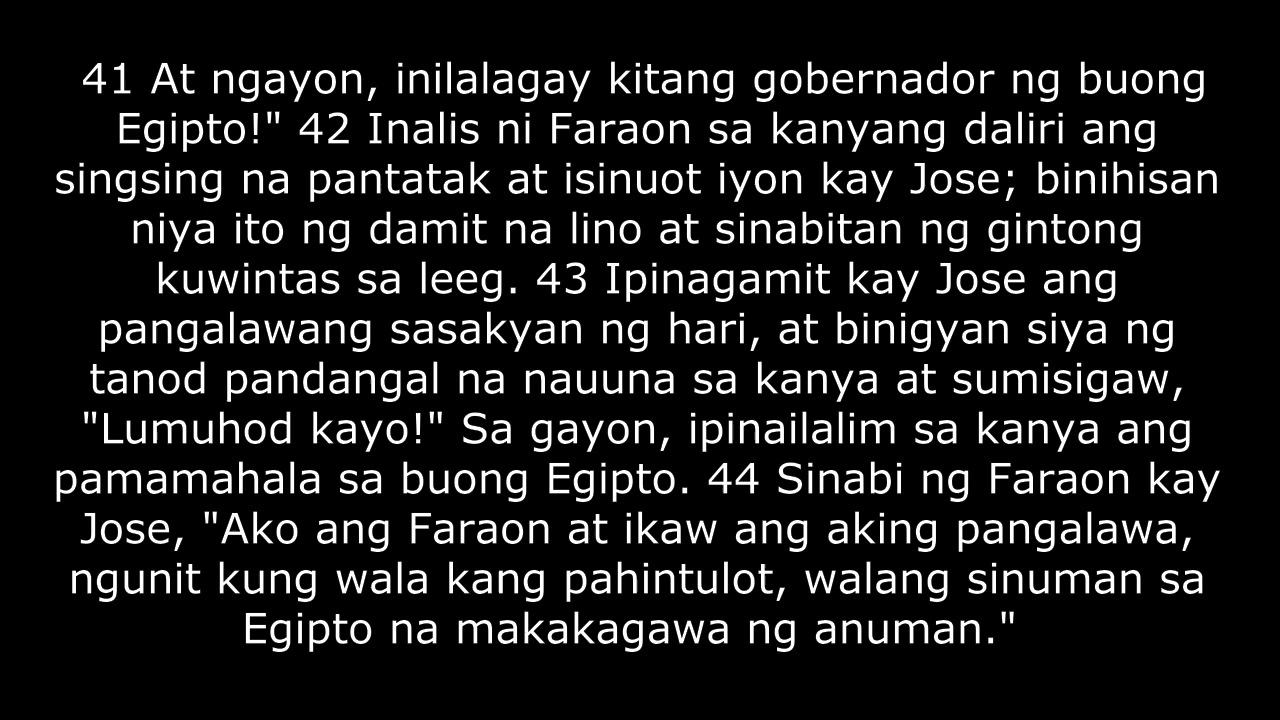 41 At ngayon, inilalagay kitang gobernador ng buong
Egipto!" 42 Inalis ni Faraon sa kanyang daliri ang
singsing na pantatak at isinuot iyon kay Jose; binihisan
niya ito ng damit na lino at sinabitan ng gintong
kuwintas sa leeg. 43 Ipinagamit kay Jose ang
pangalawang sasakyan ng hari, at binigyan siya ng
tanod pandangal na nauuna sa kanya at sumisigaw,
"Lumuhod kayo!" Sa gayon, ipinailalim sa kanya ang
pamamahala sa buong Egipto. 44 Sinabi ng Faraon kay
Jose, "Ako ang Faraon at ikaw ang aking pangalawa,
ngunit kung wala kang pahintulot, walang sinuman sa
Egipto na makakagawa ng anuman."